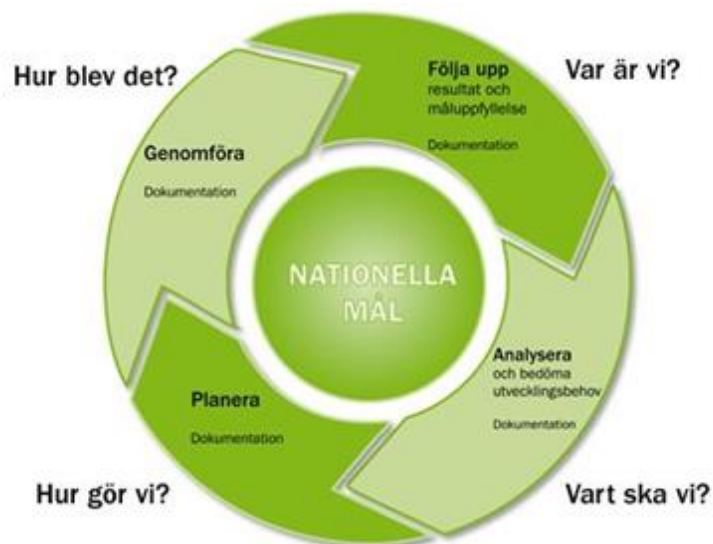 Hur blev det?
Var är vi?
Följa upp
resultat och
måluppfyllelse
Dokumentation
Genomföra
Dokumentation
NATIONELLA
MÅL
Analysera
och bedöma
utvecklingsbehov
Dokumentation
Planera
Dokumentation
Hur gör vi?
Vart ska vi?